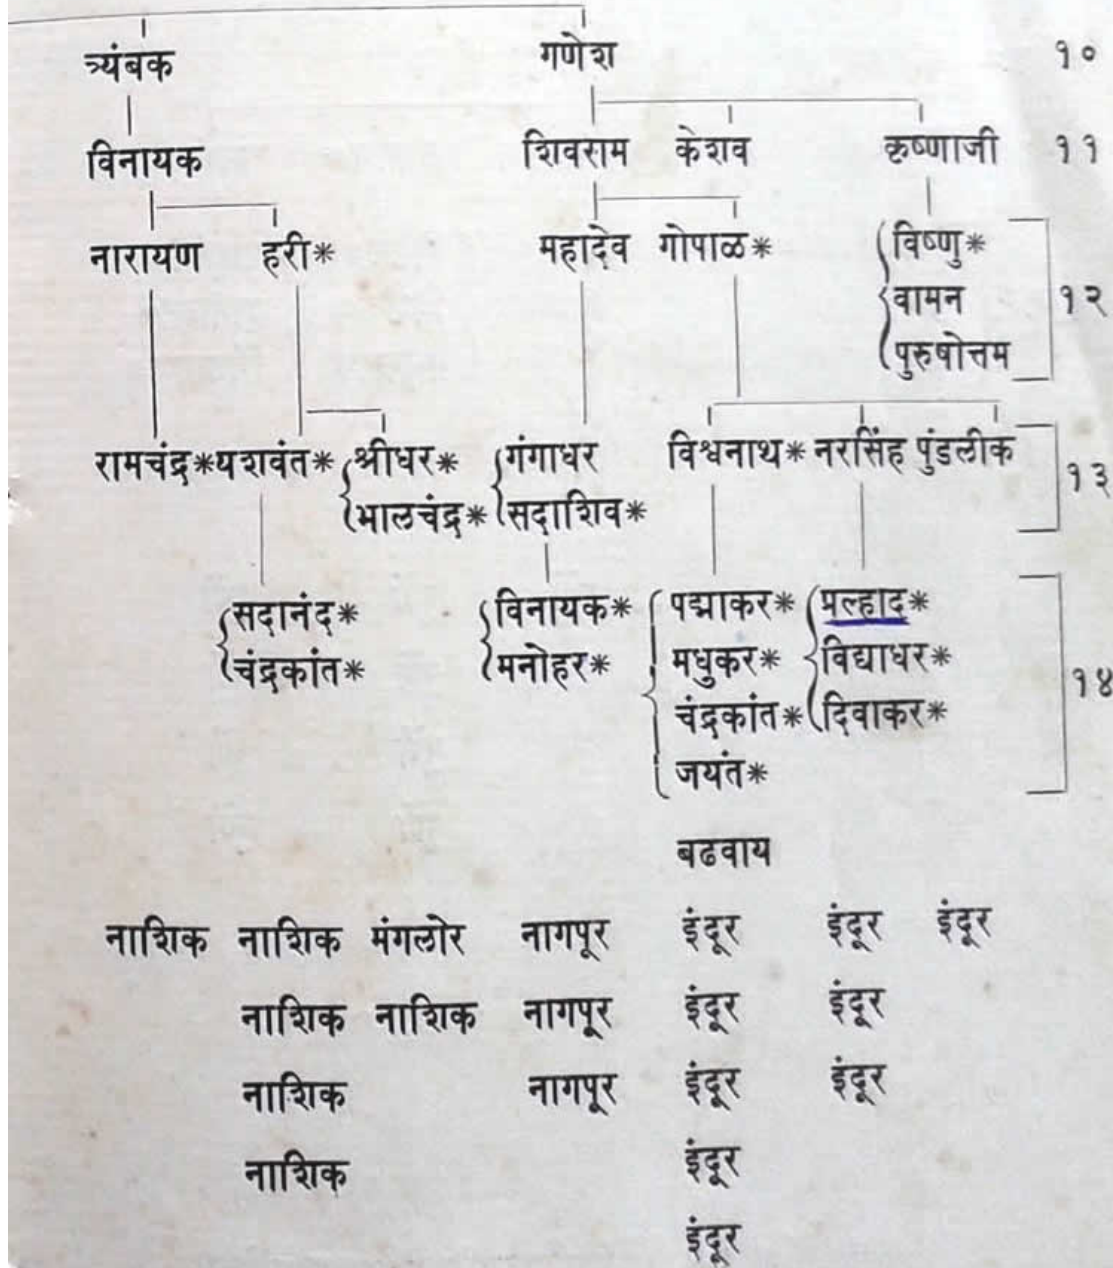 त्र्यंबक गणेश १०
विनायक शिवराम केशव कृष्णाजी ११
नारायण हरी* महादेव गोपाळ* विष्णु*
वामन १२
पुरुषोत्तम
रामचंद्र* यशवंत* श्रीधर* गंगाधर विश्वनाथ* नरसिंह पुंडलीक
१३
भालचंद्र* सदाशिव*
सदानंद* विनायक* पद्माकर* प्रल्हाद*
चंद्रकांत* मनोहर* मधुकर* विद्याधर*
१४
चंद्रकांत* दिवाकर*
जयंत*
बढवाय
नाशिक नाशिक मंगलोर नागपूर इंदूर इंदूर इंदूर
नाशिक नाशिक नागपूर इंदूर इंदूर
नाशिक नागपूर इंदूर इंदूर
नाशिक इंदूर
इंदूर